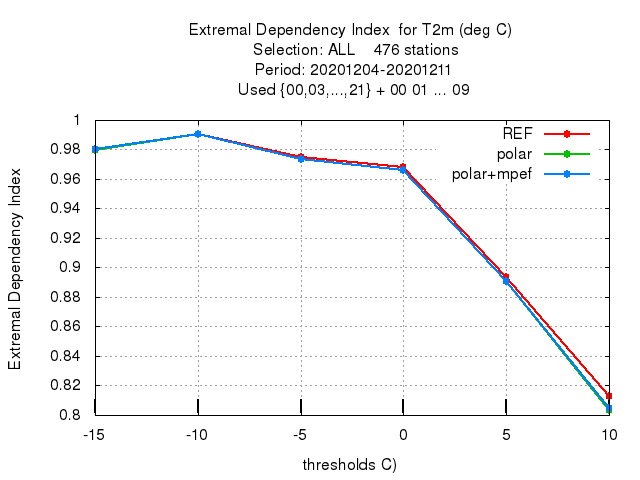 Extremal Dependency Index  for T2m (deg C)
Selection: ALL    476 stations
Period: 20201204-20201211
Used {00,03,...,21} + 00 01 ... 09
Extremal Dependency Index
1
0.98
0.96
0.94
0.92
0.9
0.88
0.86
0.84
0.82
0.8
REF
polar
polar+mpef
-15 -10 -5 0 5 10
thresholds C)